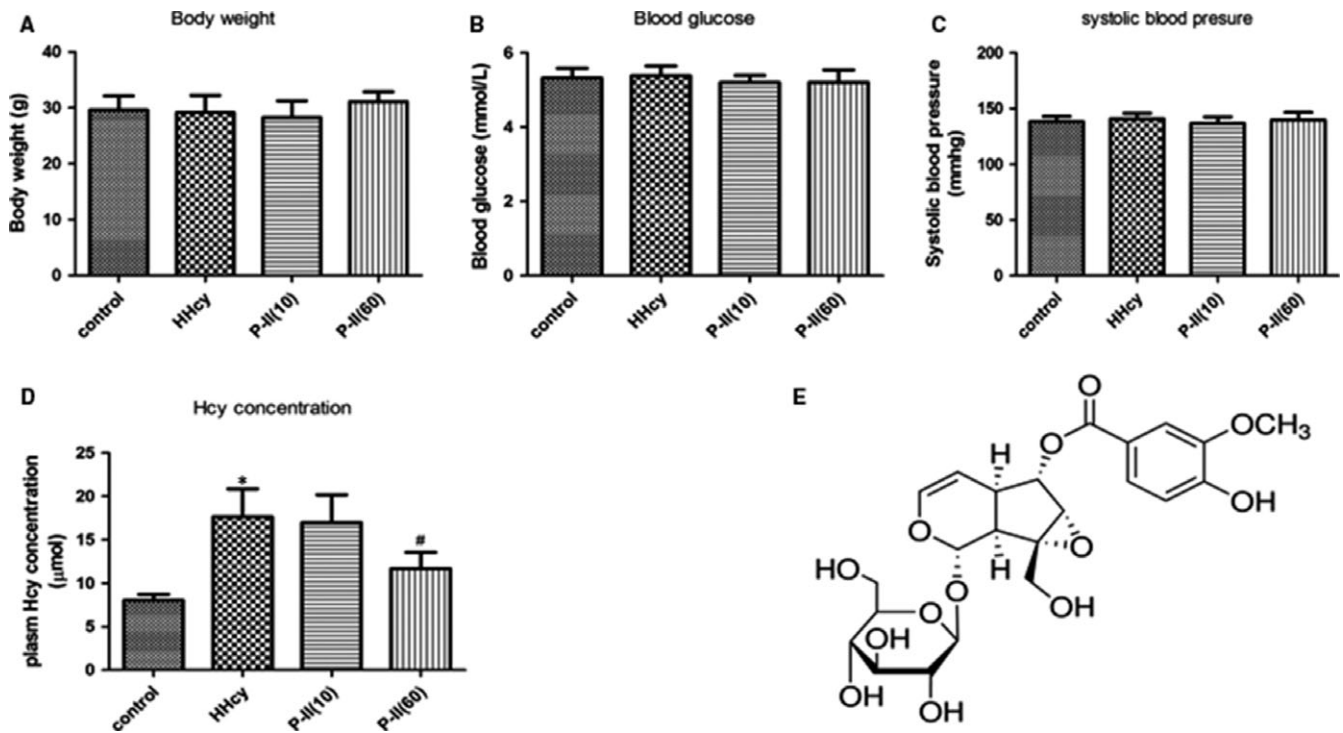 A
Body weight
Body weight (g)
40
30
20
10
0
control
HHcy
P-II(10)
P-II(60)
B
Blood glucose
Blood glucose (mmol/L)
6
4
2
0
control
HHcy
P-II(10)
P-II(60)
C
systolic blood presure
Systolic blood pressure
(mmhg)
200
150
100
50
0
control
HHcy
P-II(10)
P-II(60)
D
Hcy concentration
plasm Hcy concentration
(μmol)
25
20
15
10
5
0
*
#
control
HHcy
P-II(10)
P-II(60)
E
O
O
OCH3
OH
H
O
H
O
O
OH
HO
O
OH
OH
OH